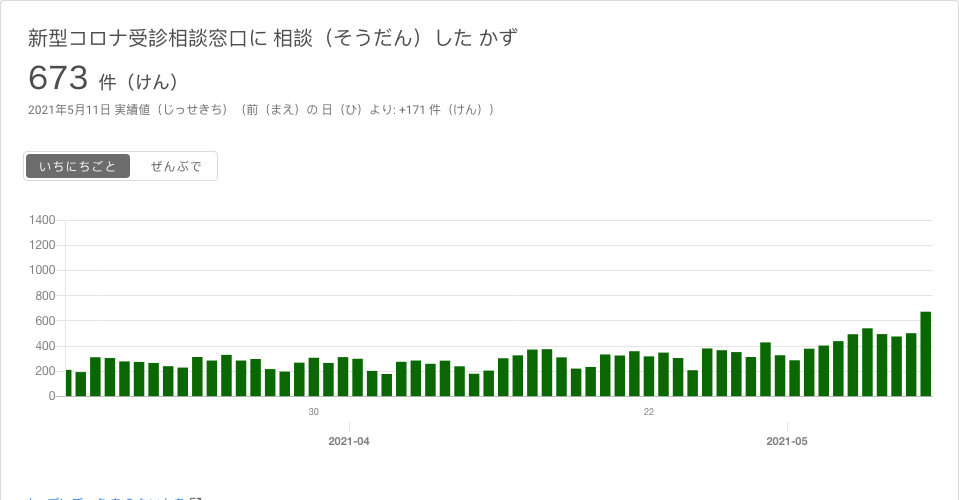 新型コロナ受診相談窓口に 相談（そうだん）した かず
673 件（けん）
2021年5月11日 実績値（じっせきち）（前（まえ）の 日（ひ）より: +171 件（けん））
いちにちごと ぜんぶで
1400
1200
1000
800
600
400
200
0
30 22
2021-04 2021-05